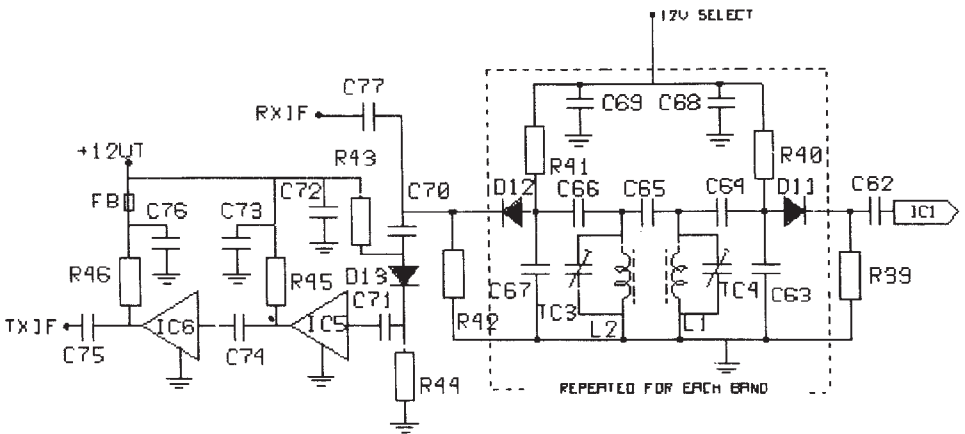 12V SELECT
C77
RXIF
C69
C68
+12VT
R43
R41
R40
C72
C70
D12
C66
C65
C64
D11
C62
FB
C76
C73
IC1
R46
R45
D13
C71
C67
TC3
TC4
C63
R39
R42
L2
L1
TXIF
IC6
IC5
C75
C74
R44
REPEATED FOR EACH BAND